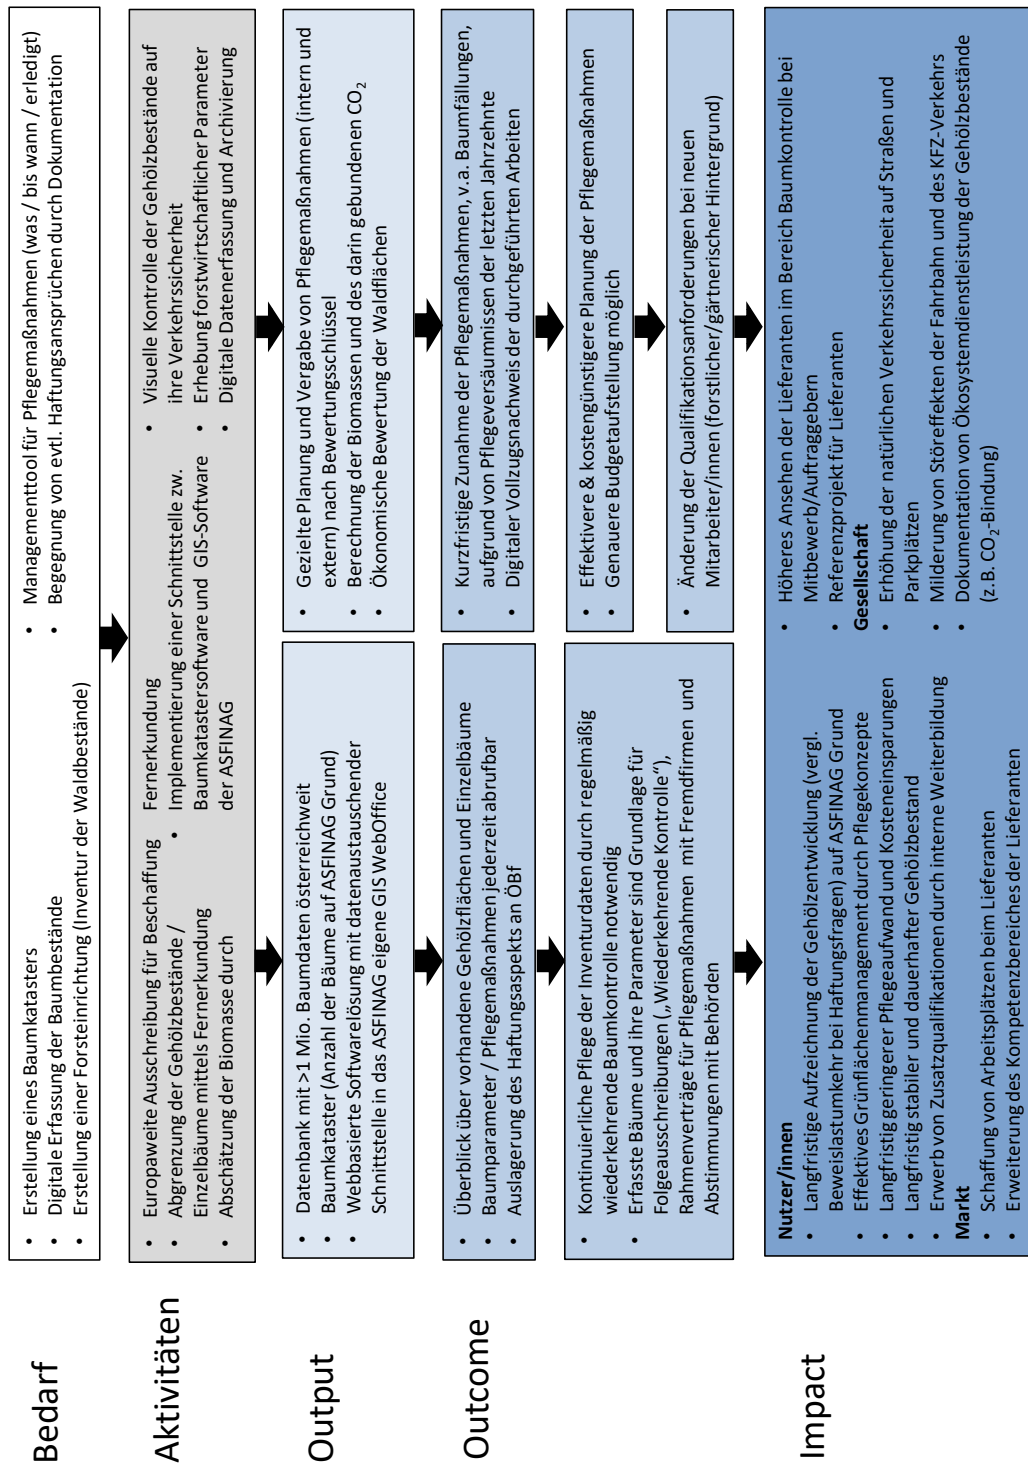 Bedarf
• Erstellung eines Baumkatasters
• Digitale Erfassung der Baumbestände
• Erstellung einer Forsteinrichtung (Inventur der Waldbestände)
• Managementtool für Pflegemaßnahmen (was / bis wann / erledigt)
• Begegnung von evtl. Haftungsansprüchen durch Dokumentation
Aktivitäten
• Europaweite Ausschreibung für Beschaffung
• Abgrenzung der Gehölzbestände /
Einzelbäume mittels Fernerkundung
• Abschätzung der Biomasse durch
Fernerkundung
• Implementierung einer Schnittstelle zw.
Baumkatastersoftware und GIS-Software
der ASFINAG
• Visuelle Kontrolle der Gehölzbestände auf
ihre Verkehrssicherheit
• Erhebung forstwirtschaftlicher Parameter
• Digitale Datenerfassung und Archivierung
Output
• Datenbank mit >1 Mio. Baumdaten österreichweit
• Baumkataster (Anzahl der Bäume auf ASFINAG Grund)
• Webbasierte Softwarelösung mit datenaustauschender
Schnittstelle in das ASFINAG eigene GIS WebOffice
• Gezielte Planung und Vergabe von Pflegemaßnahmen (intern und
extern) nach Bewertungsschlüssel
• Berechnung der Biomassen und des darin gebundenen CO₂
• Ökonomische Bewertung der Waldflächen
Outcome
• Überblick über vorhandene Gehölzflächen und Einzelbäume
• Baumparameter / Pflegemaßnahmen jederzeit abrufbar
• Auslagerung des Haftungsaspekts an ÖBf
• Kurzfristige Zunahme der Pflegemaßnahmen, v.a. Baumfällungen,
aufgrund von Pflegeversäumnissen der letzten Jahrzehnte
• Digitaler Vollzugsnachweis der durchgeführten Arbeiten
• Kontinuierliche Pflege der Inventurdaten durch regelmäßig
wiederkehrende Baumkontrolle notwendig
• Erfasste Bäume und ihre Parameter sind Grundlage für
Folgeausschreibungen („Wiederkehrende Kontrolle“),
Rahmenverträge für Pflegemaßnahmen mit Fremdfirmen und
Abstimmungen mit Behörden
• Effektivere & kostengünstigere Planung der Pflegemaßnahmen
• Genauere Budgetaufstellung möglich
• Änderung der Qualifikationsanforderungen bei neuen
Mitarbeiter/innen (forstlicher/gärtnerischer Hintergrund)
Impact
Nutzer/innen
• Langfristige Aufzeichnung der Gehölzentwicklung (vergl.
Beweislastumkehr bei Haftungsfragen) auf ASFINAG Grund
• Effektives Grünflächenmanagement durch Pflegekonzepte
• Langfristig geringerer Pflegeaufwand und Kosteneinsparungen
• Langfristig stabiler und dauerhafter Gehölzbestand
• Erwerb von Zusatzqualifikationen durch interne Weiterbildung
Markt
• Schaffung von Arbeitsplätzen beim Lieferanten
• Erweiterung des Kompetenzbereiches der Lieferanten
• Höheres Ansehen der Lieferanten im Bereich Baumkontrolle bei
Mitbewerb/Auftraggebern
• Referenzprojekt für Lieferanten
Gesellschaft
• Erhöhung der natürlichen Verkehrssicherheit auf Straßen und
Parkplätzen
• Milderung von Störeffekten der Fahrbahn und des KFZ-Verkehrs
• Dokumentation von Ökosystemdienstleistung der Gehölzbestände
(z.B. CO₂-Bindung)